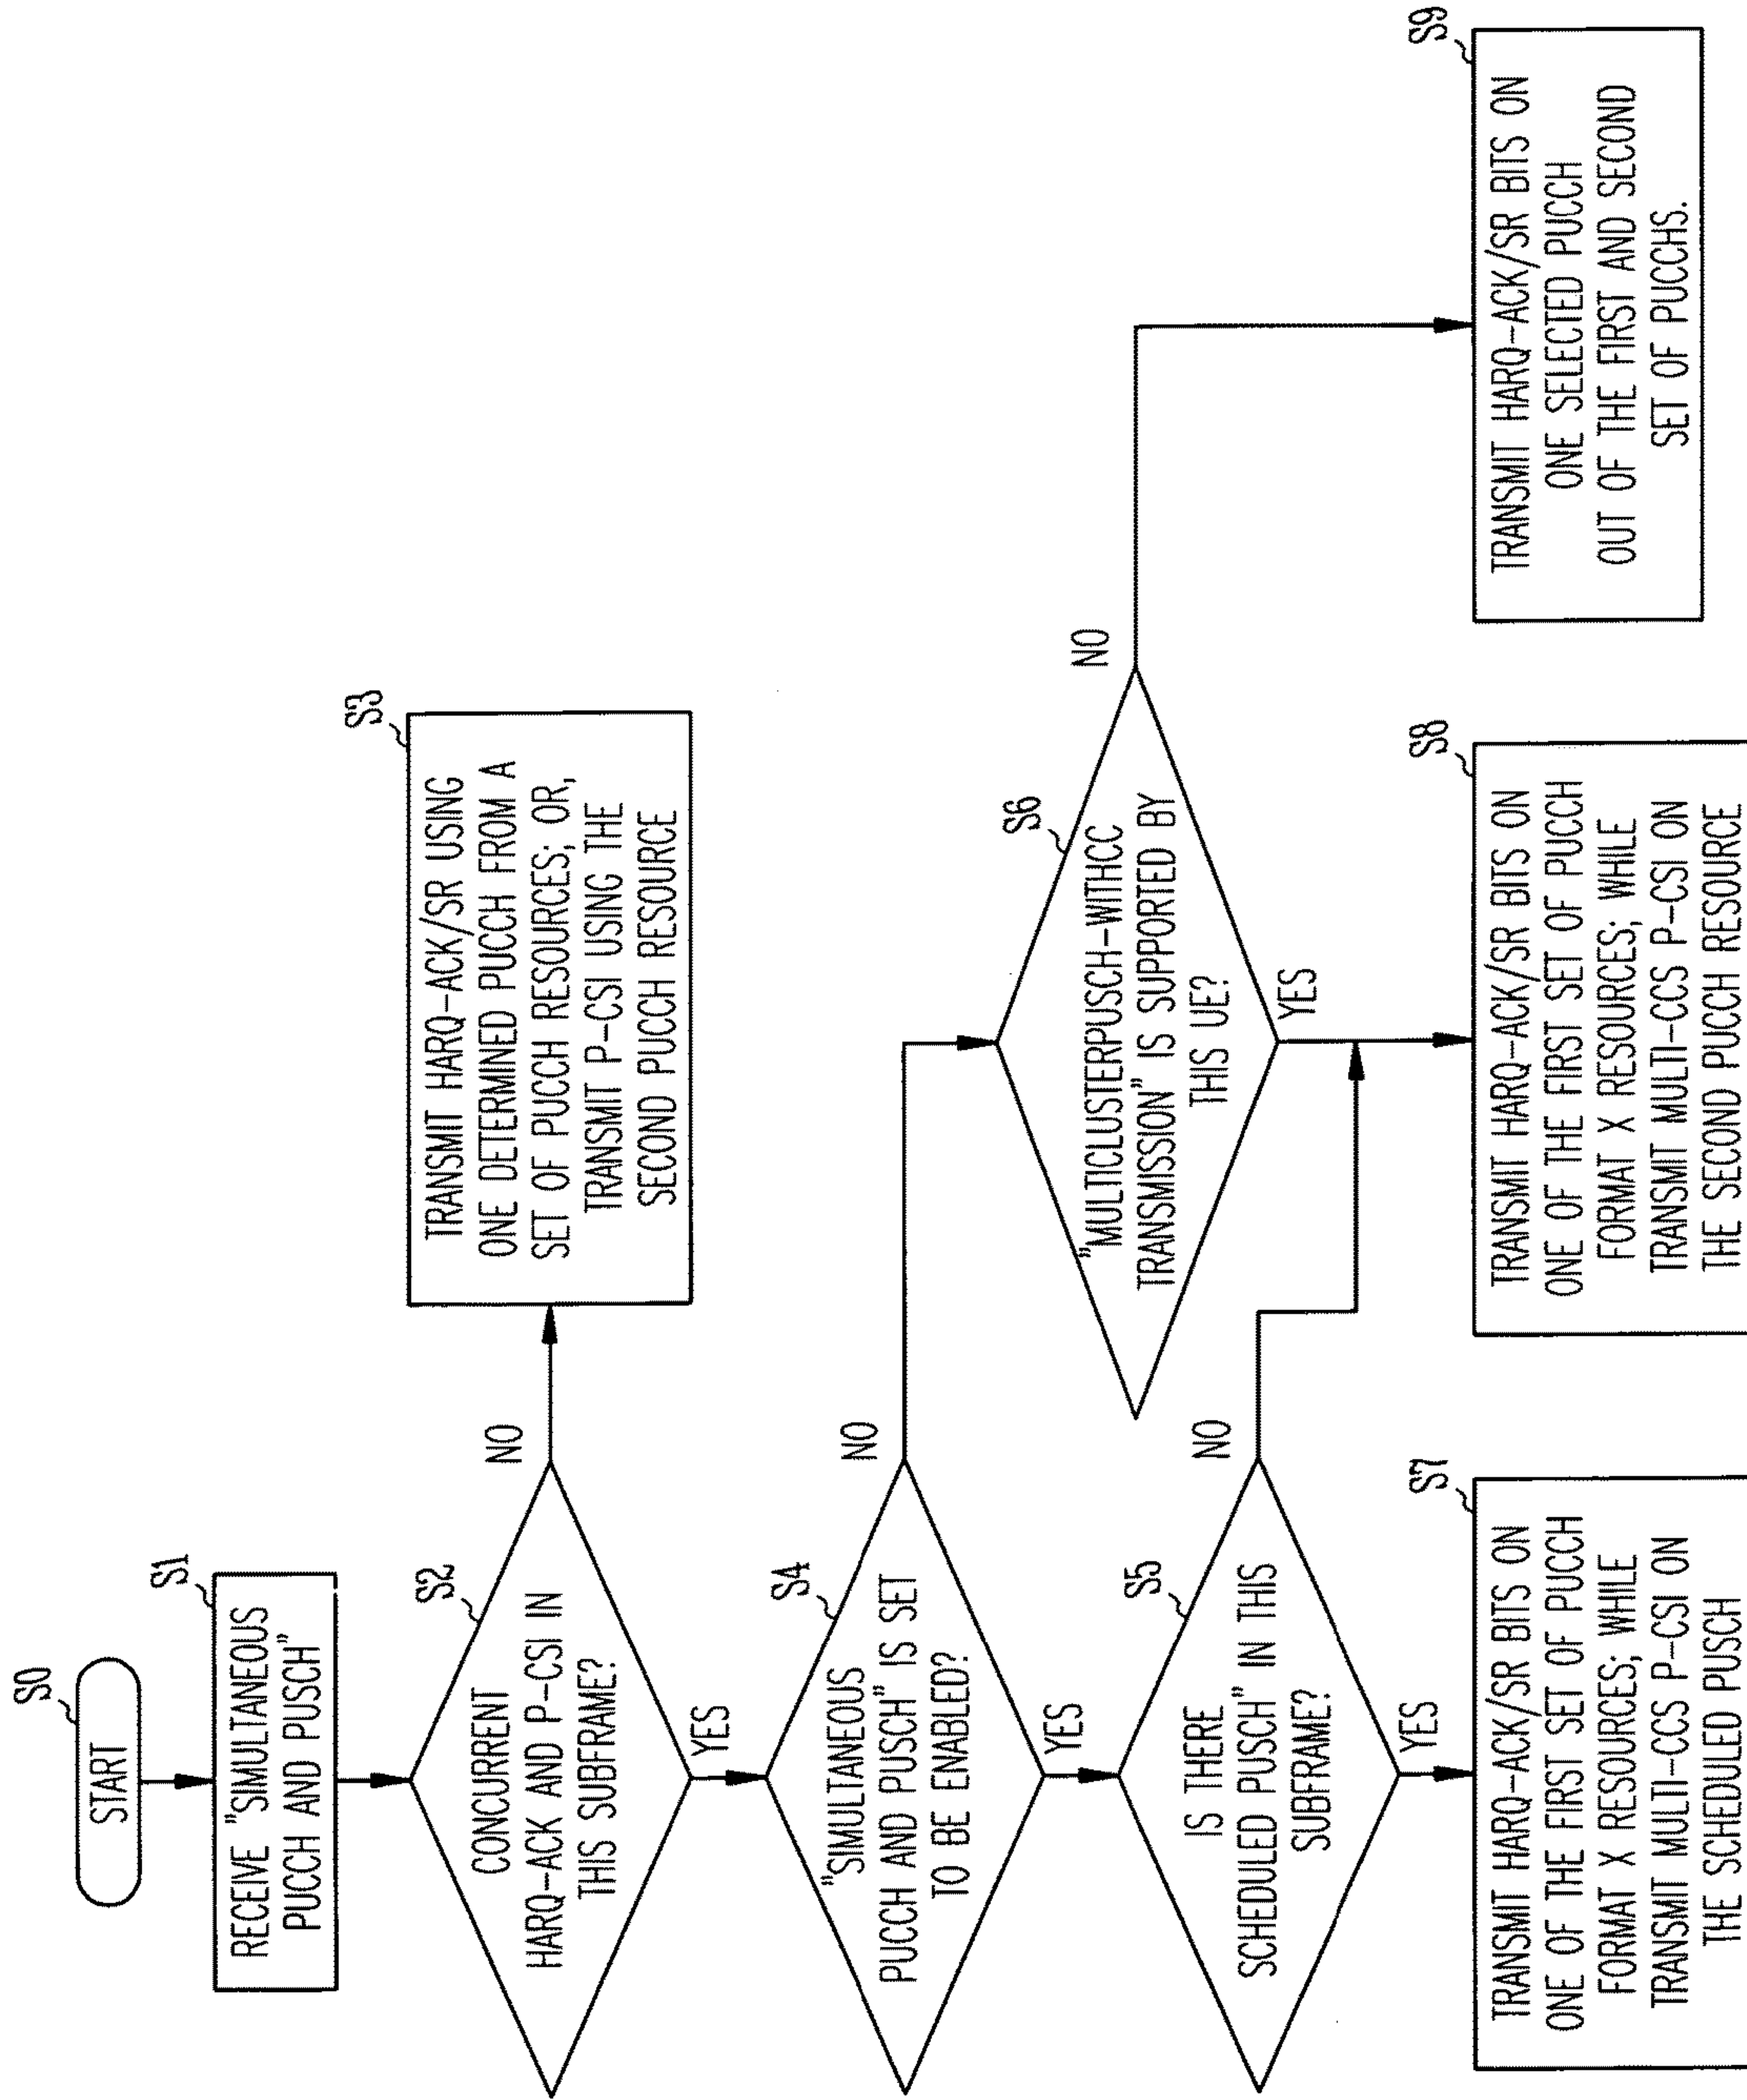 S0
START
S1
RECEIVE "SIMULTANEOUS
PUCCH AND PUSCH"
S2
CONCURRENT
HARQ-ACK AND P-CSI IN
THIS SUBFRAME?
NO
YES
S3
TRANSMIT HARQ-ACK/SR USING
ONE DETERMINED PUCCH FROM A
SET OF PUCCH RESOURCES; OR,
TRANSMIT P-CSI USING THE
SECOND PUCCH RESOURCE
S4
"SIMULTANEOUS
PUCCH AND PUSCH" IS SET
TO BE ENABLED?
NO
YES
S5
IS THERE
SCHEDULED PUSCH" IN THIS
SUBFRAME?
NO
YES
S6
"MULTICLUSTERPUSCH-WITHCC
TRANSMISSION" IS SUPPORTED BY
THIS UE?
NO
YES
S7
TRANSMIT HARQ-ACK/SR BITS ON
ONE OF THE FIRST SET OF PUCCH
FORMAT X RESOURCES; WHILE
TRANSMIT MULTI-CCS P-CSI ON
THE SCHEDULED PUSCH
S8
TRANSMIT HARQ-ACK/SR BITS ON
ONE OF THE FIRST SET OF PUCCH
FORMAT X RESOURCES; WHILE
TRANSMIT MULTI-CCS P-CSI ON
THE SECOND PUCCH RESOURCE
S9
TRANSMIT HARQ-ACK/SR BITS ON
ONE SELECTED PUCCH
OUT OF THE FIRST AND SECOND
SET OF PUCCHS.